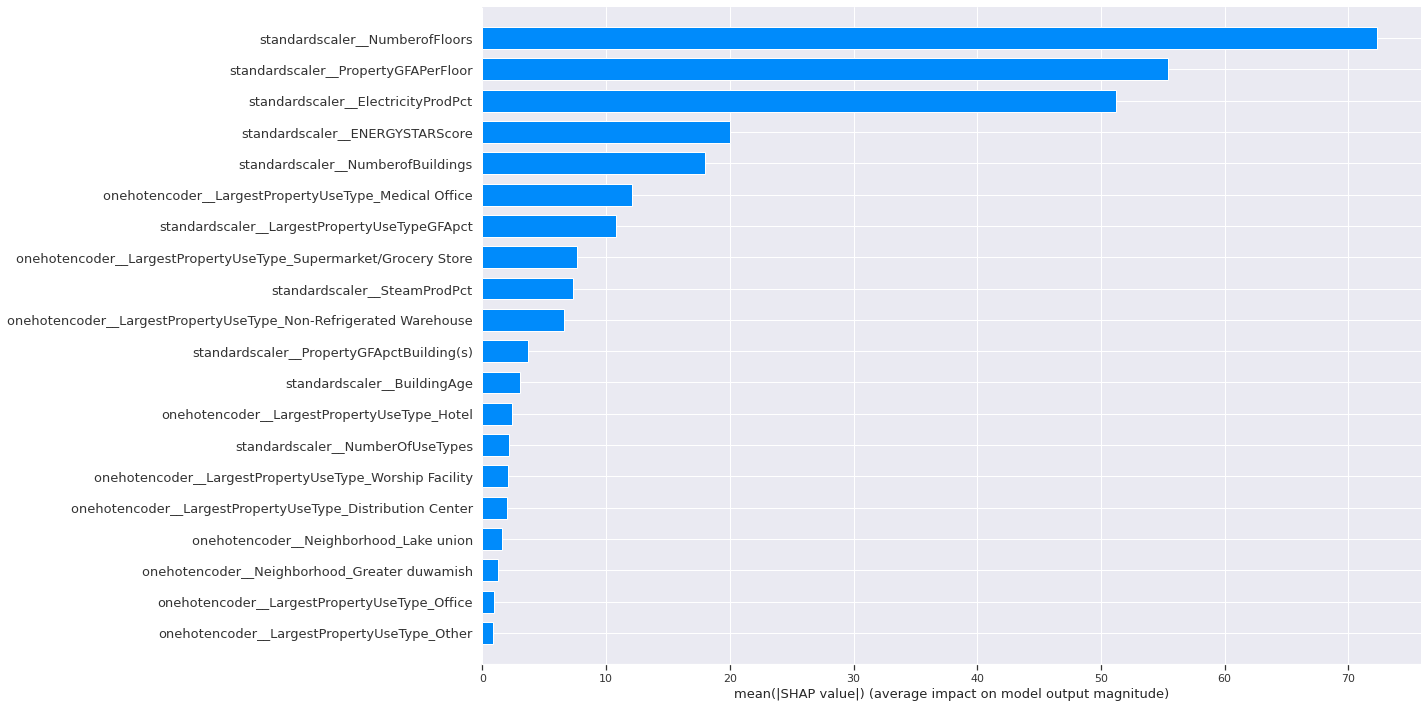 standardscaler__NumberofFloors
standardscaler__PropertyGFAPerFloor
standardscaler__ElectricityProdPct
standardscaler__ENERGYSTARScore
standardscaler__NumberofBuildings
onehotencoder__LargestPropertyUseType_Medical Office
standardscaler__LargestPropertyUseTypeGFApct
onehotencoder__LargestPropertyUseType_Supermarket/Grocery Store
standardscaler__SteamProdPct
onehotencoder__LargestPropertyUseType_Non-Refrigerated Warehouse
standardscaler__PropertyGFApctBuilding(s)
standardscaler__BuildingAge
onehotencoder__LargestPropertyUseType_Hotel
standardscaler__NumberOfUseTypes
onehotencoder__LargestPropertyUseType_Worship Facility
onehotencoder__LargestPropertyUseType_Distribution Center
onehotencoder__Neighborhood_Lake union
onehotencoder__Neighborhood_Greater duwamish
onehotencoder__LargestPropertyUseType_Office
onehotencoder__LargestPropertyUseType_Other
0 10 20 30 40 50 60 70
mean(|SHAP value|) (average impact on model output magnitude)